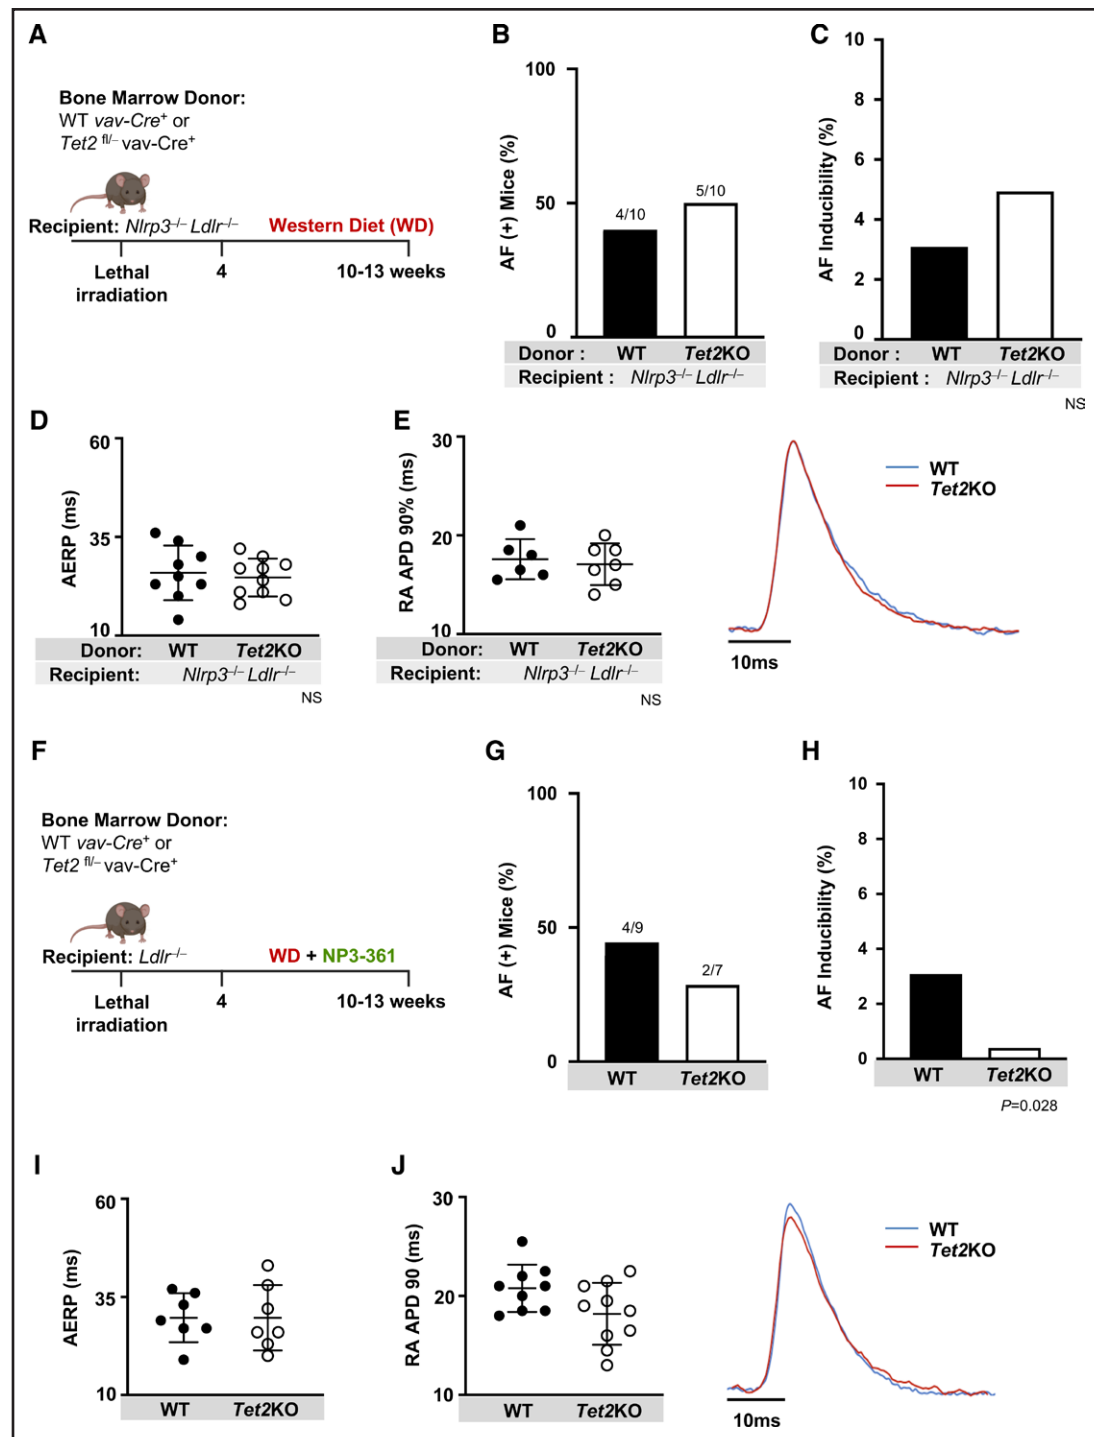 A
Bone Marrow Donor:
WT vav-Cre⁺ or
Tet2 ᶠˡ/⁻ vav-Cre⁺
Recipient: Nlrp3⁻/⁻ Ldlr⁻/⁻
Western Diet (WD)
Lethal
irradiation
4
10-13 weeks
B
AF (+) Mice (%)
100
50
0
4/10
5/10
Donor : WT Tet2KO
Recipient : Nlrp3⁻/⁻ Ldlr⁻/⁻
C
AF Inducibility (%)
10
8
6
4
2
0
Donor : WT Tet2KO
Recipient : Nlrp3⁻/⁻ Ldlr⁻/⁻
NS
D
AERP (ms)
60
35
10
Donor: WT Tet2KO
Recipient: Nlrp3⁻/⁻ Ldlr⁻/⁻
NS
E
RA APD 90% (ms)
30
20
10
Donor: WT Tet2KO
Recipient: Nlrp3⁻/⁻ Ldlr⁻/⁻
NS
WT
Tet2KO
10ms
F
Bone Marrow Donor:
WT vav-Cre⁺ or
Tet2 ᶠˡ/⁻ vav-Cre⁺
Recipient: Ldlr⁻/⁻
WD + NP3-361
Lethal
irradiation
4
10-13 weeks
G
AF (+) Mice (%)
100
50
0
4/9
2/7
WT Tet2KO
H
AF Inducibility (%)
10
8
6
4
2
0
WT Tet2KO
P=0.028
I
AERP (ms)
60
35
10
WT Tet2KO
J
RA APD 90 (ms)
30
20
10
WT Tet2KO
WT
Tet2KO
10ms